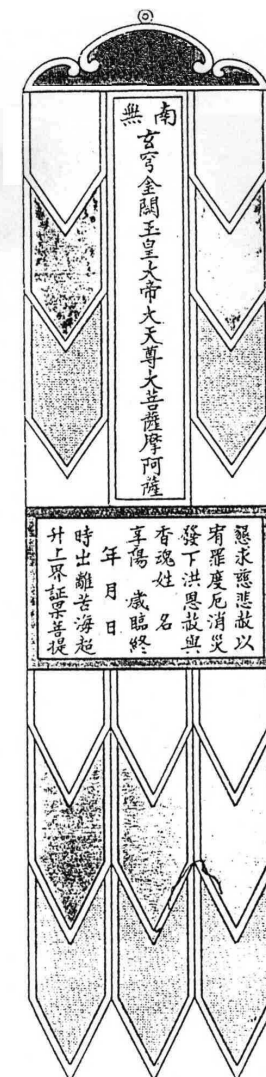 南無
玄穹金闕玉皇大帝大天尊大菩薩摩阿薩
懇求慈悲赦以
宥罪度厄消災
發下洪恩赦與
香魂姓　名
享陽　歲臨終
年　月　日
時出離苦海超
升上界証果菩提